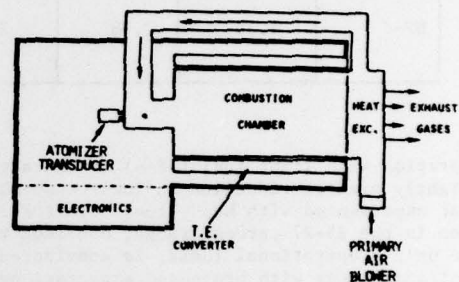 COMBUSTION
CHAMBER
HEAT
EXC.
EXHAUST
GASES
ATOMIZER
TRANSDUCER
ELECTRONICS
T.E.
CONVERTER
PRIMARY
AIR
BLOWER